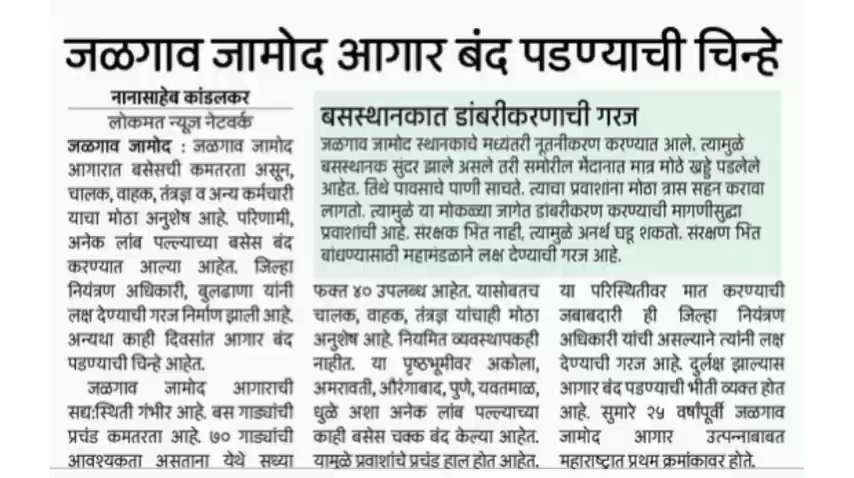 जळगाव जामोद आगार बंद पडण्याची चिन्हे
नानासाहेब कांडलकर
लोकमत न्यूज नेटवर्क
जळगाव जामोद : जळगाव जामोद
आगारात बसेसची कमतरता असून,
चालक, वाहक, तंत्रज्ञ व अन्य कर्मचारी
याचा मोठा अनुशेष आहे. परिणामी,
अनेक लांब पल्ल्याच्या बसेस बंद
करण्यात आल्या आहेत. जिल्हा
नियंत्रण अधिकारी, बुलढाणा यांनी
लक्ष देण्याची गरज निर्माण झाली आहे.
अन्यथा काही दिवसांत आगार बंद
पडण्याची चिन्हे आहेत.
जळगाव जामोद आगाराची
सद्य:स्थिती गंभीर आहे. बस गाड्यांची
प्रचंड कमतरता आहे. ७० गाड्यांची
आवश्यकता असताना येथे सध्या
बसस्थानकात डांबरीकरणाची गरज
जळगाव जामोद स्थानकाचे मध्यंतरी नूतनीकरण करण्यात आले. त्यामुळे
बसस्थानक सुंदर झाले असले तरी समोरील मैदानात मात्र मोठे खड्डे पडलेले
आहेत. तिथे पावसाचे पाणी साचते. त्याचा प्रवाशांना मोठा त्रास सहन करावा
लागतो. त्यामुळे या मोकळ्या जागेत डांबरीकरण करण्याची मागणीसुद्धा
प्रवाशांची आहे. संरक्षक भिंत नाही, त्यामुळे अनर्थ घडू शकतो. संरक्षण भिंत
बांधण्यासाठी महामंडळाने लक्ष देण्याची गरज आहे.
फक्त ४० उपलब्ध आहेत. यासोबतच
चालक, वाहक, तंत्रज्ञ यांचाही मोठा
अनुशेष आहे. नियमित व्यवस्थापकही
नाहीत. या पृष्ठभूमीवर अकोला,
अमरावती, औरंगाबाद, पुणे, यवतमाळ,
धुळे अशा अनेक लांब पल्ल्याच्या
काही बसेस चक्क बंद केल्या आहेत.
यामुळे प्रवाशांचे प्रचंड हाल होत आहेत.
या परिस्थितीवर मात करण्याची
जबाबदारी ही जिल्हा नियंत्रण
अधिकारी यांची असल्याने त्यांनी लक्ष
देण्याची गरज आहे. दुर्लक्ष झाल्यास
आगार बंद पडण्याची भीती व्यक्त होत
आहे. सुमारे २५ वर्षांपूर्वी जळगाव
जामोद आगार उत्पन्नाबाबत
महाराष्ट्रात प्रथम क्रमांकावर होते.